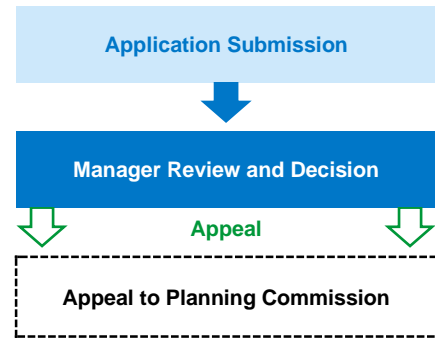 Application Submission
Manager Review and Decision
Appeal
Appeal to Planning Commission